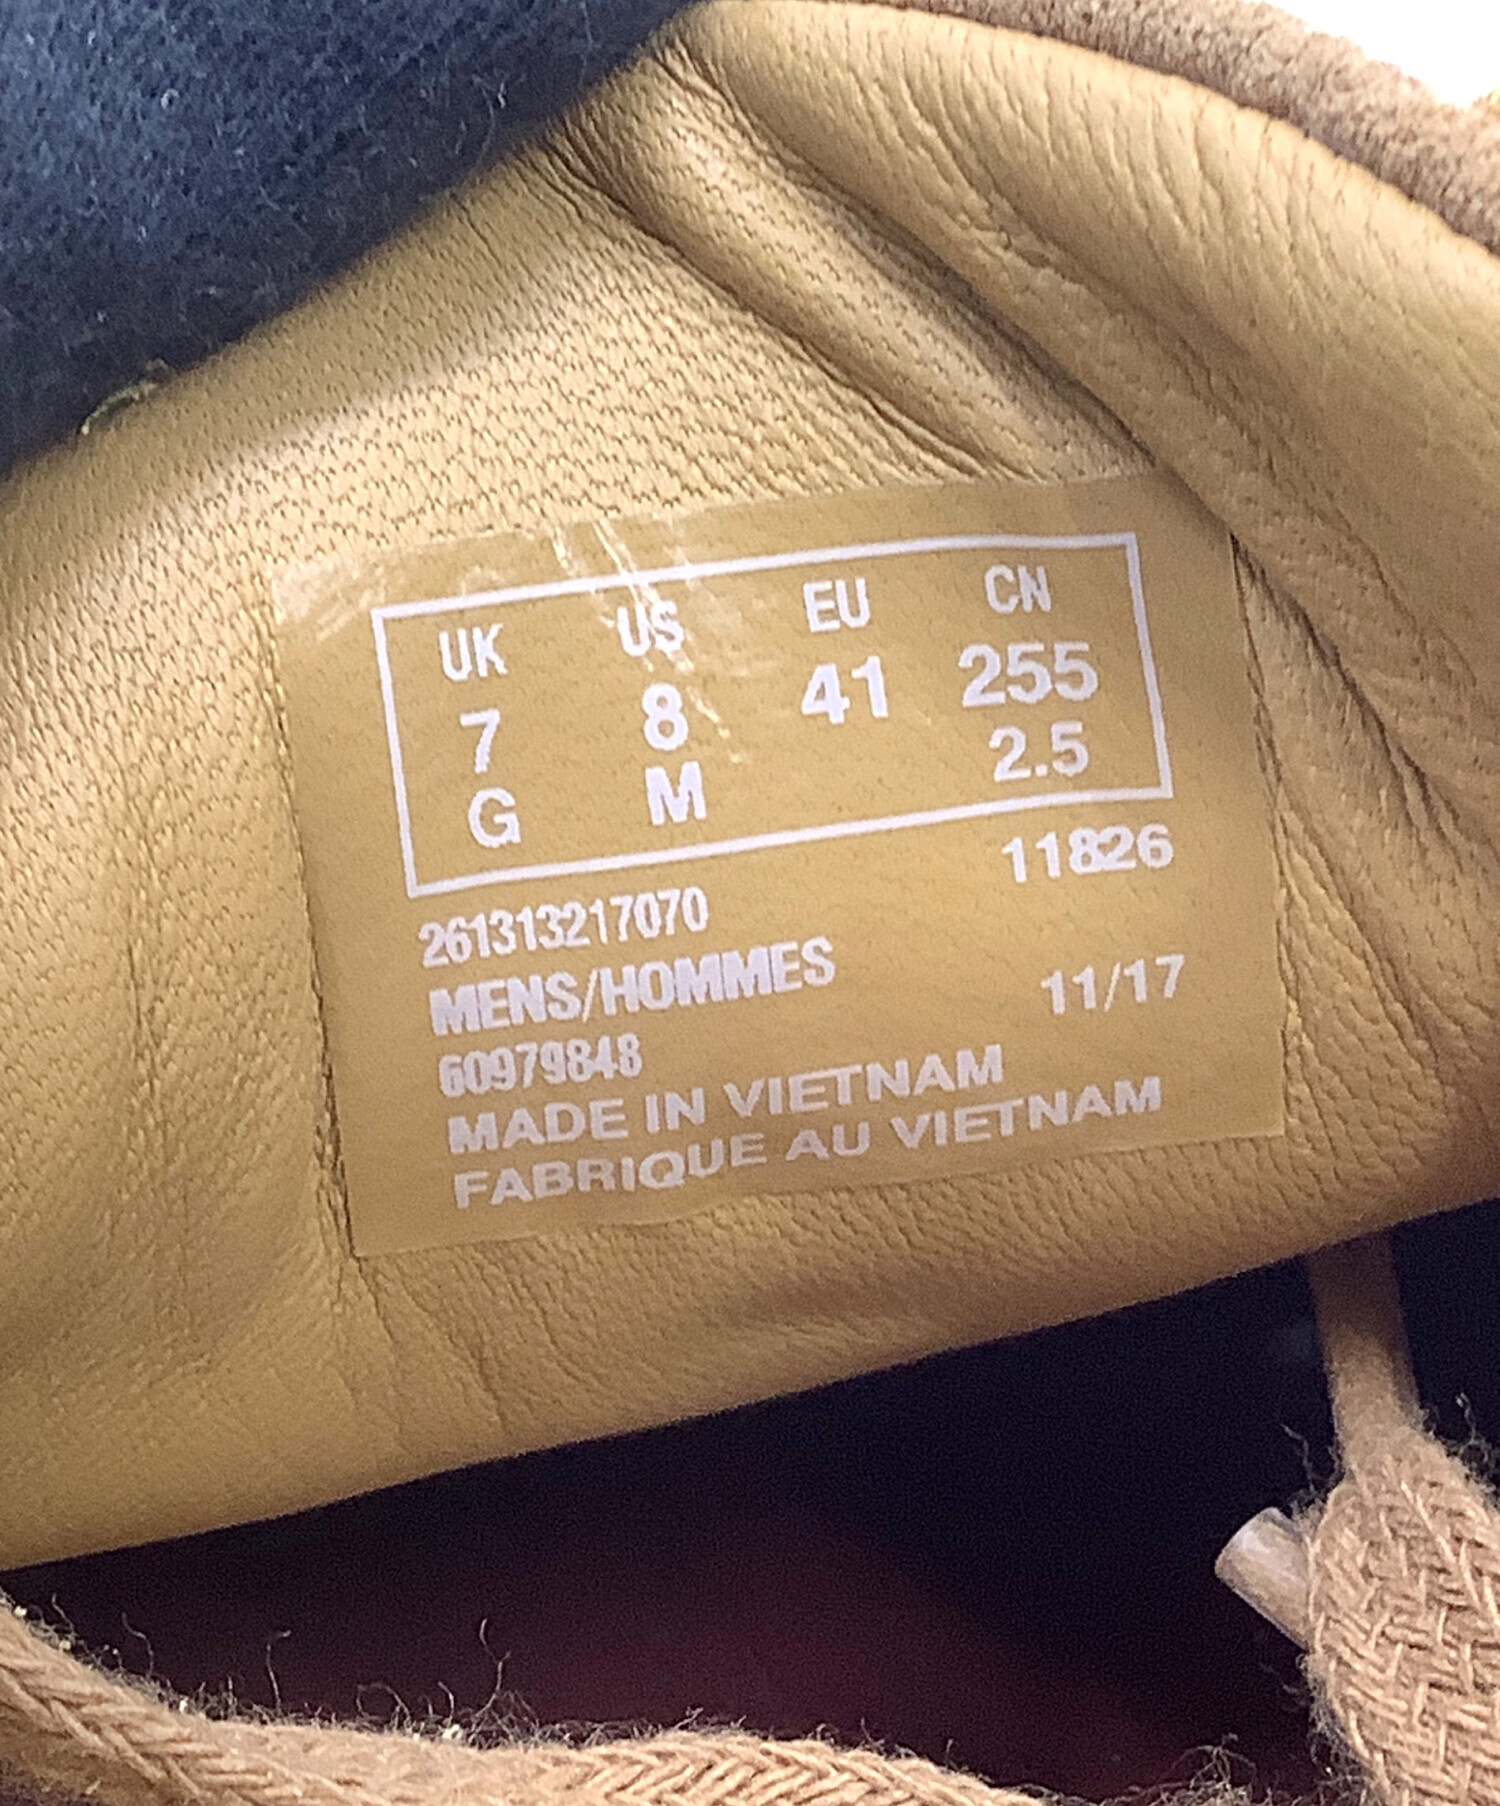 UK US EU CN
7 8 41 255
G M 2.5
261313217070 11826
MENS/HOMMES
60979848 11/17
MADE IN VIETNAM
FABRIQUE AU VIETNAM